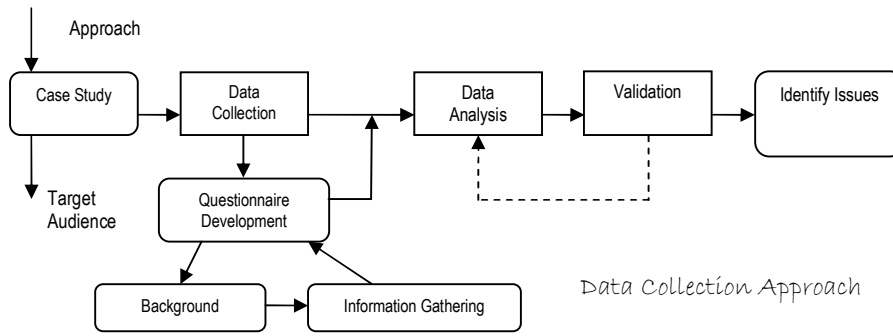 Approach
Case Study
Data
Collection
Data
Analysis
Validation
Identify Issues
Target
Audience
Questionnaire
Development
Background
Information Gathering
Data Collection Approach